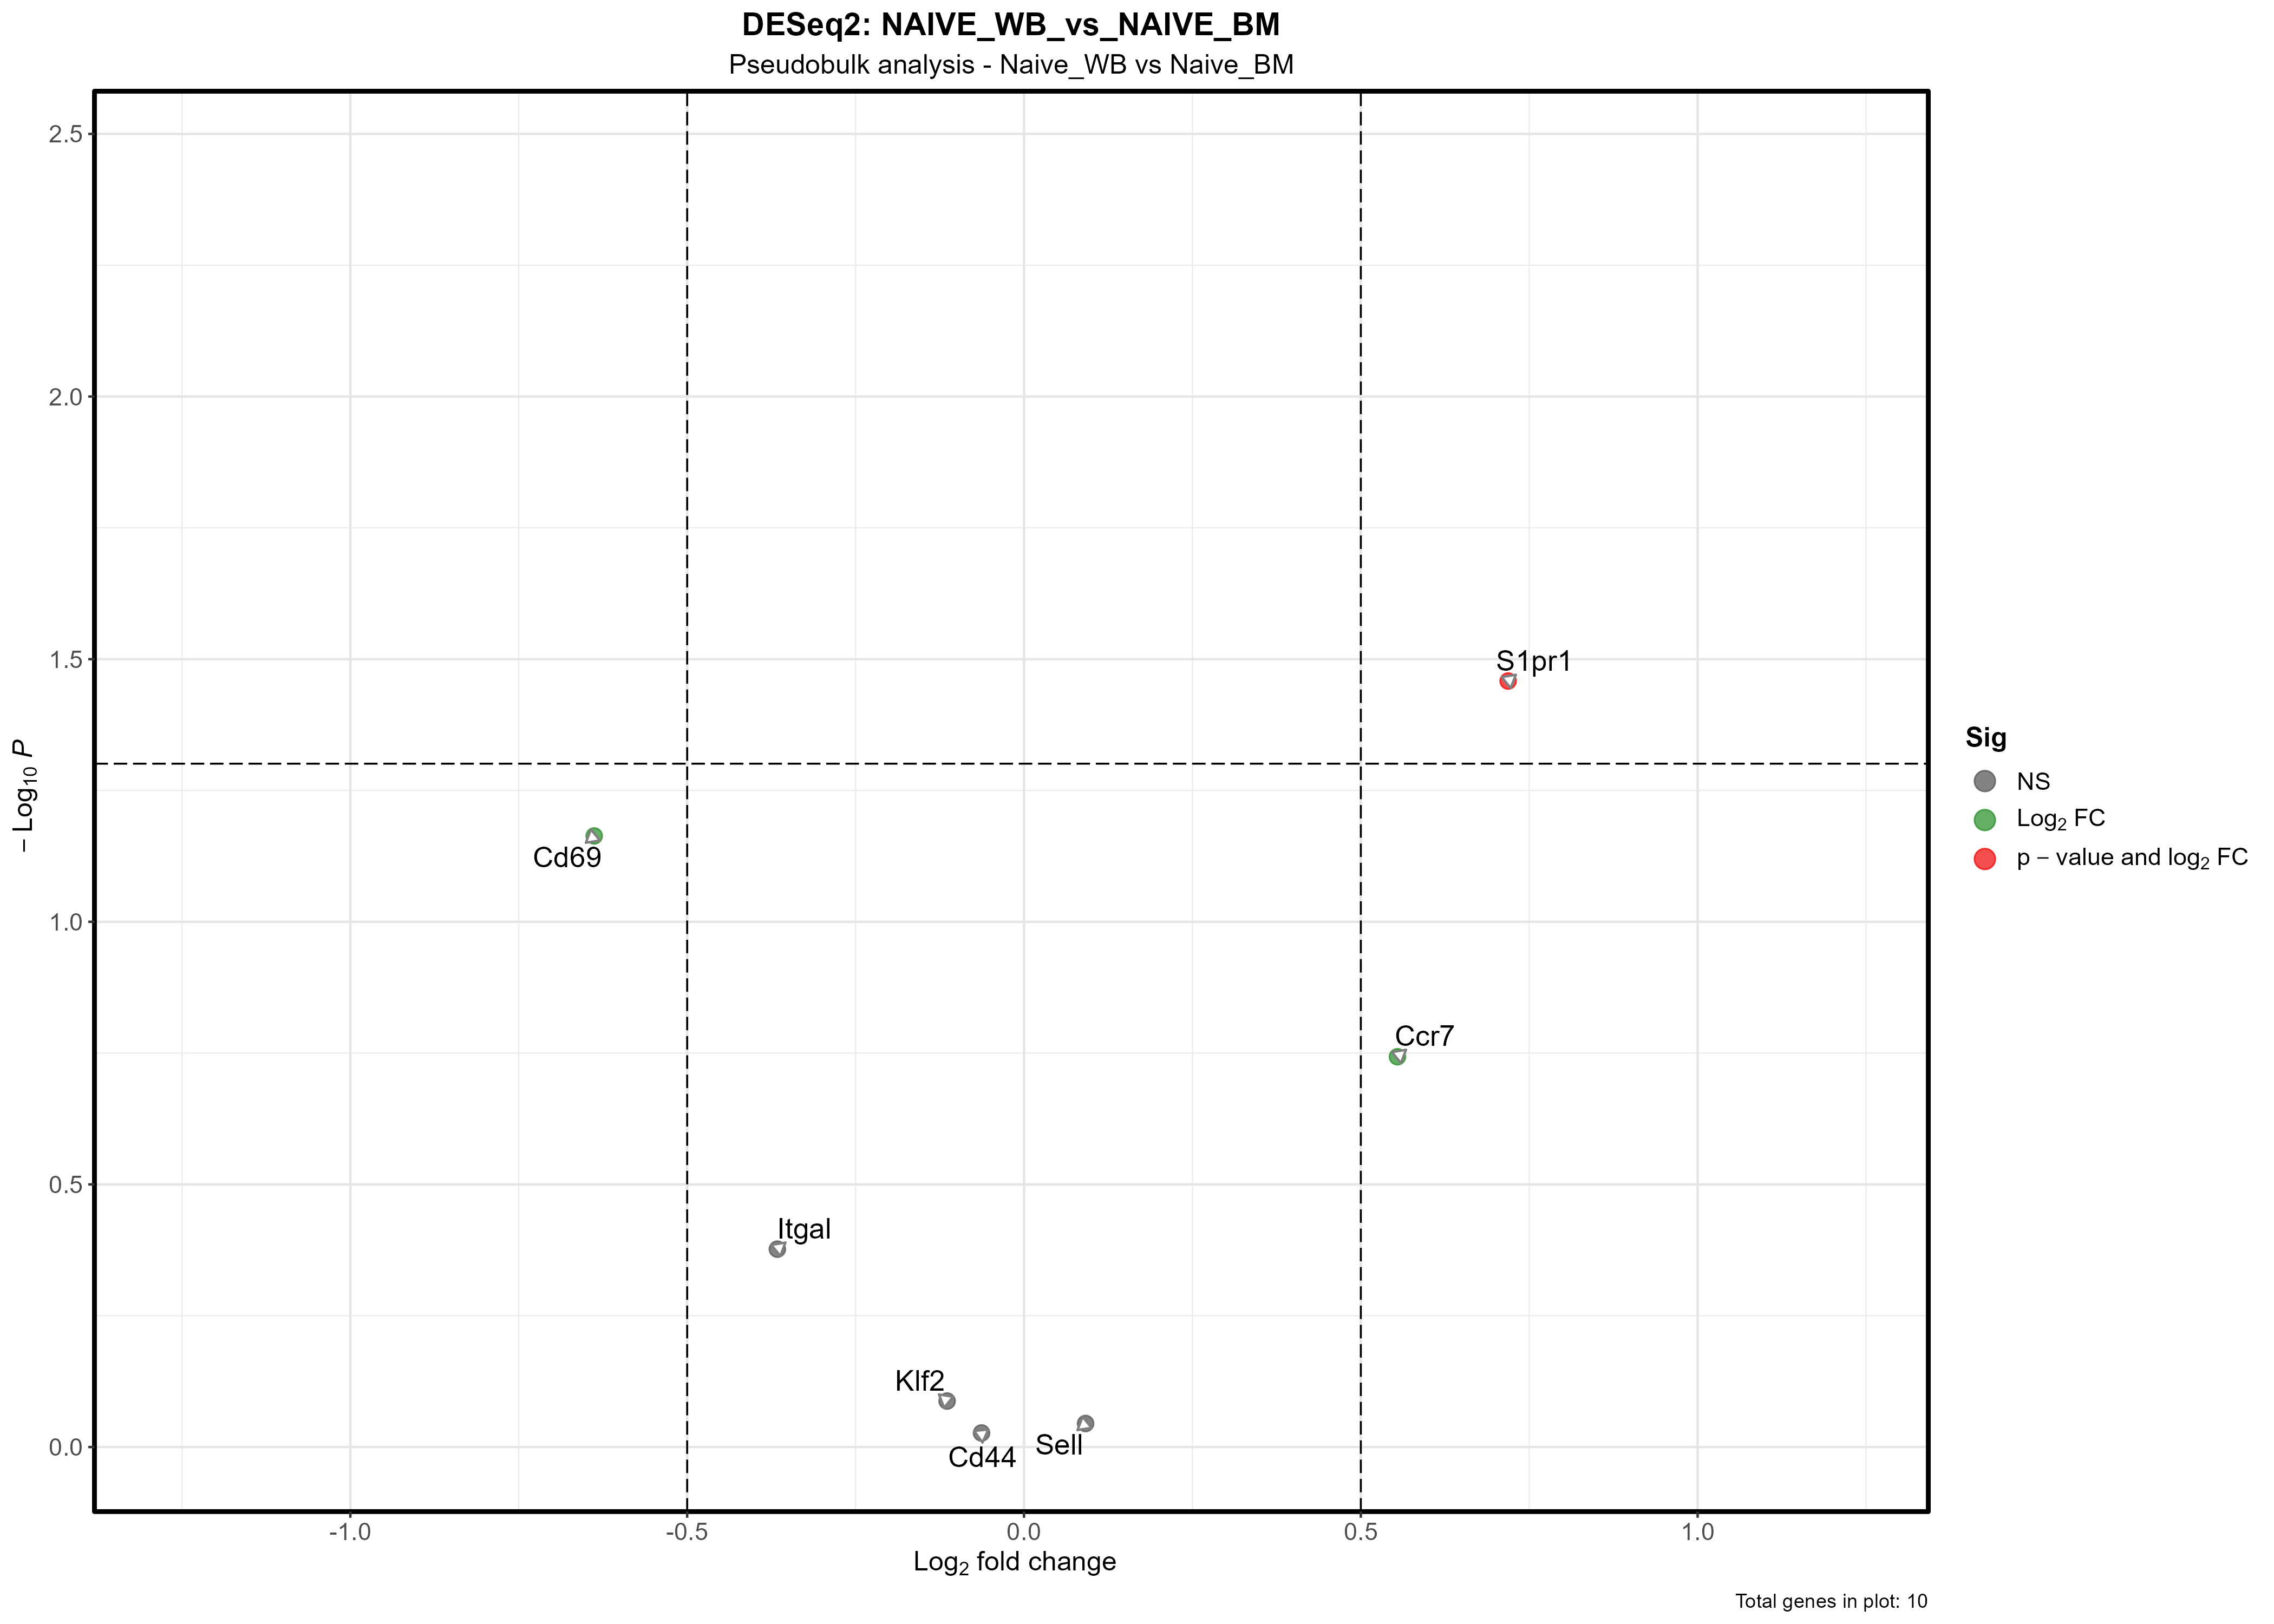 DESeq2: NAIVE_WB_vs_NAIVE_BM
Pseudobulk analysis - Naive_WB vs Naive_BM
− Log10 P
2.5
2.0
1.5
1.0
0.5
0.0
S1pr1
Cd69
Ccr7
Itgal
Klf2
Cd44
Sell
-1.0
-0.5
0.0
0.5
1.0
Log2 fold change
Sig
NS
Log2 FC
p − value and log2 FC
Total genes in plot: 10